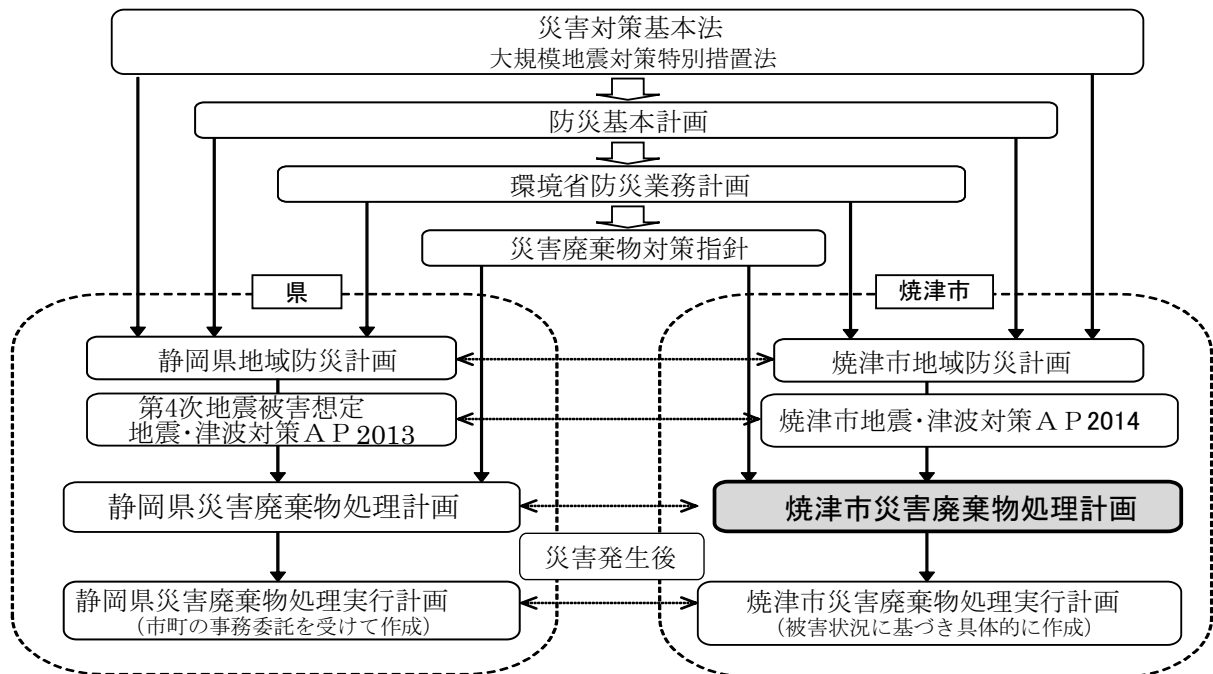 災害対策基本法
大規模地震対策特別措置法
防災基本計画
環境省防災業務計画
災害廃棄物対策指針
県
焼津市
静岡県地域防災計画
焼津市地域防災計画
第4次地震被害想定
地震・津波対策ＡＰ2013
焼津市地震・津波対策ＡＰ2014
静岡県災害廃棄物処理計画
焼津市災害廃棄物処理計画
災害発生後
静岡県災害廃棄物処理実行計画
（市町の事務委託を受けて作成）
焼津市災害廃棄物処理実行計画
（被害状況に基づき具体的に作成）